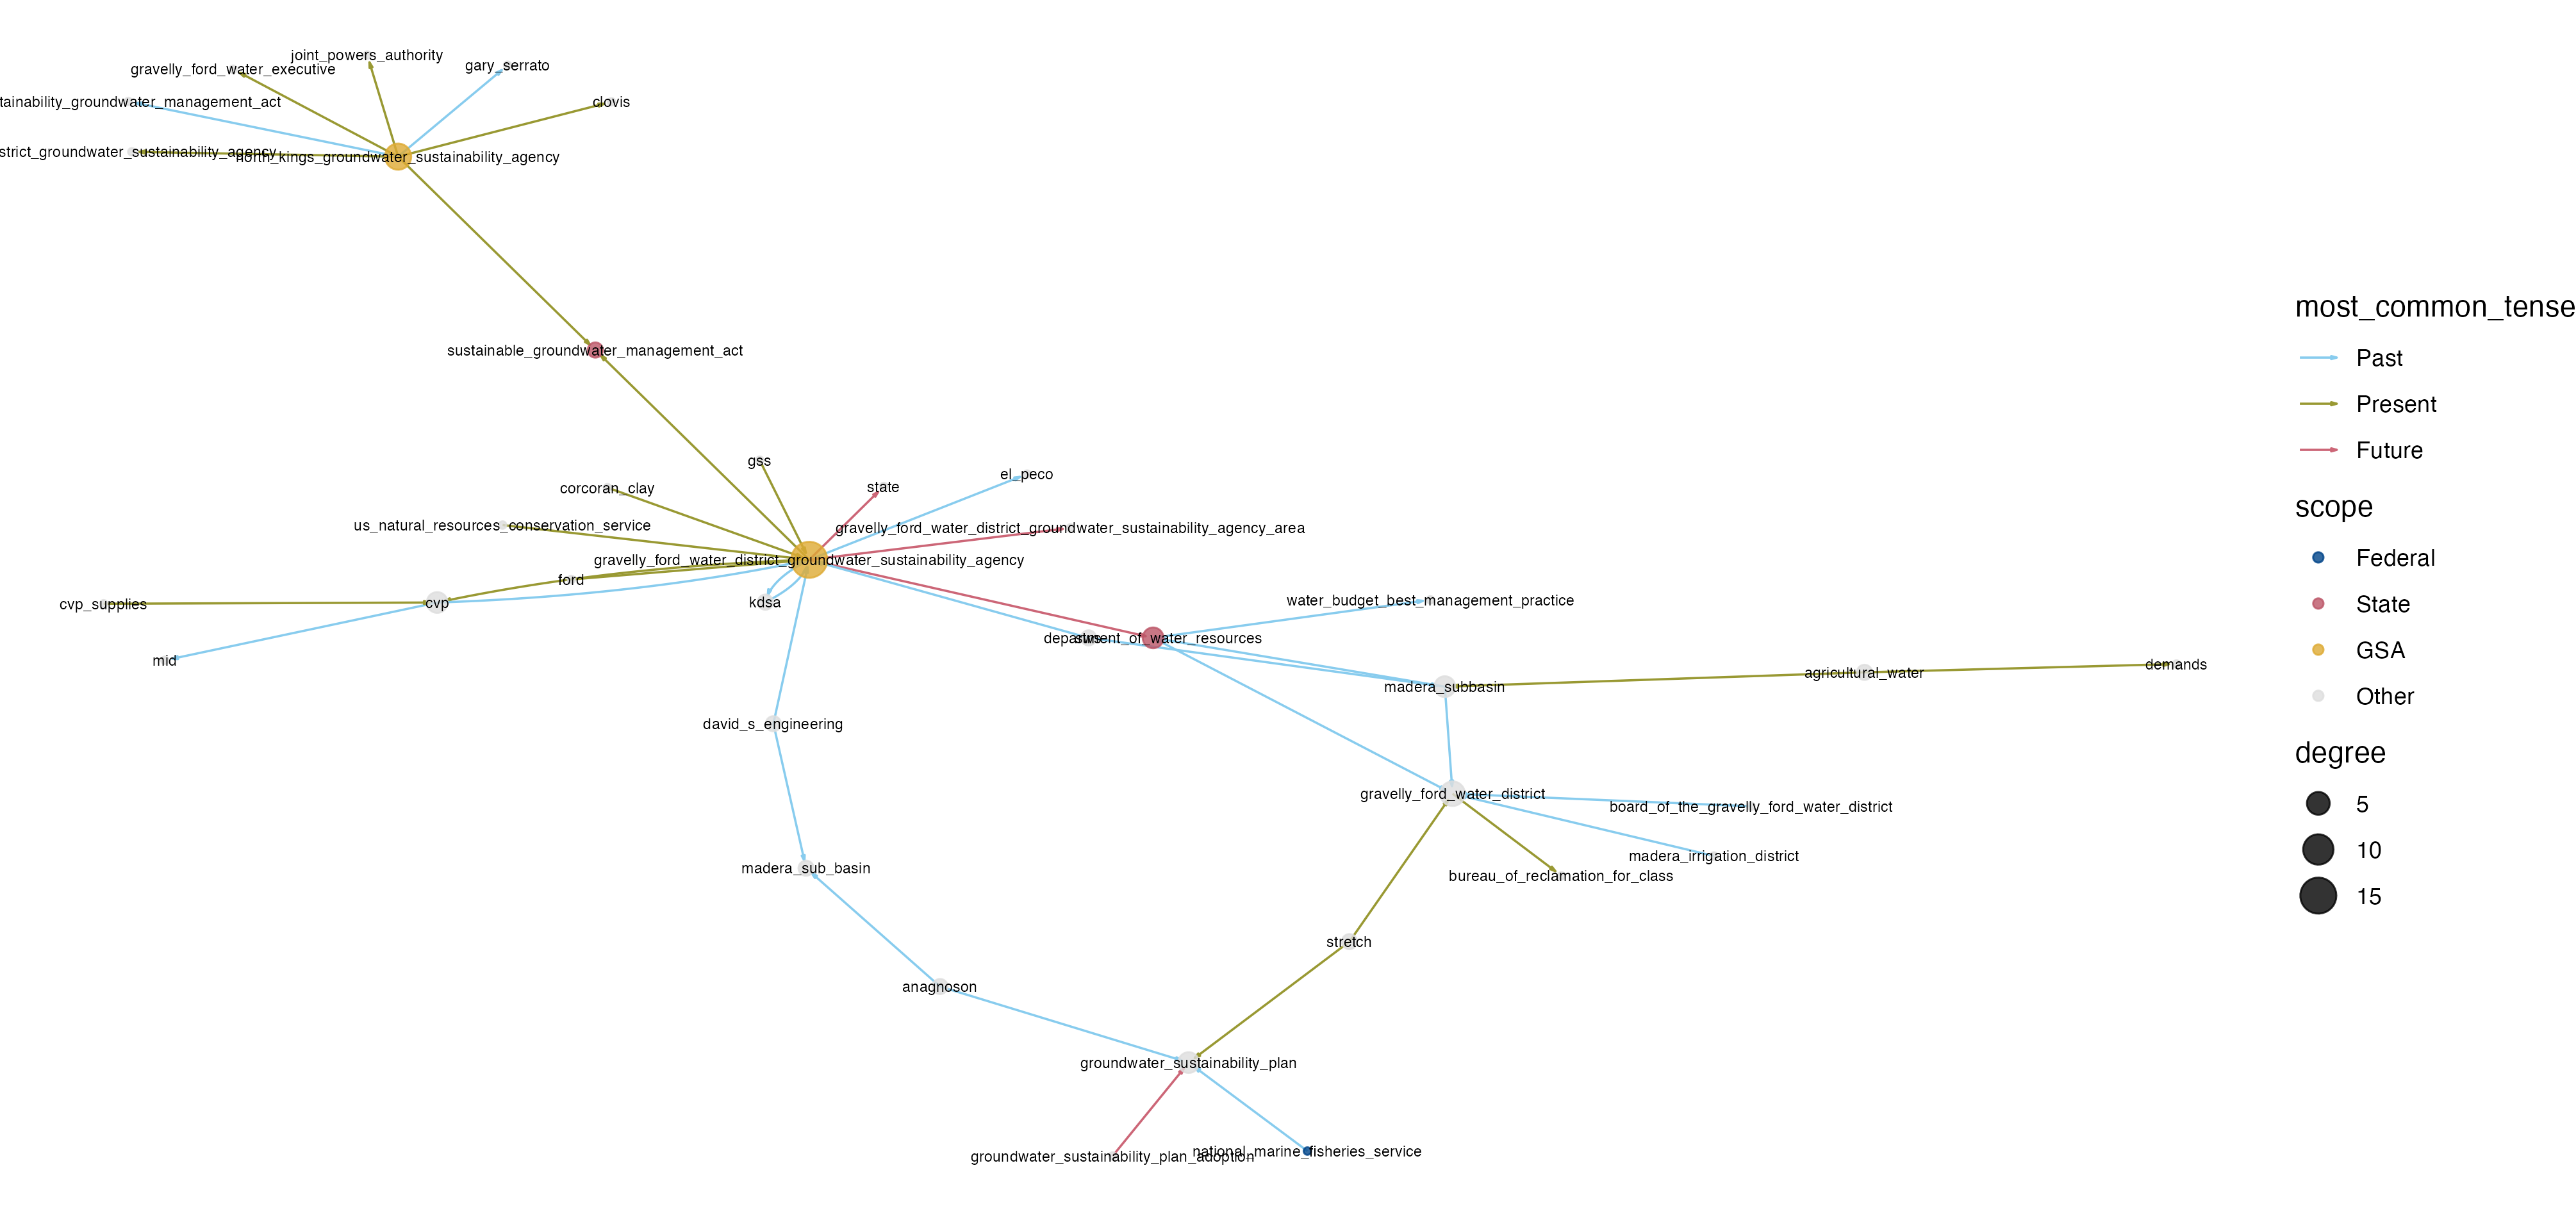 joint_powers_authority
gary_serrato
gravelly_ford_water_executive
tainability_groundwater_management_act
clovis
strict_groundwater_sustainability_agency
north_kings_groundwater_sustainability_agency
sustainable_groundwater_management_act
gss
el_peco
corcoran_clay
state
us_natural_resources_conservation_service
gravelly_ford_water_district_groundwater_sustainability_agency_area
gravelly_ford_water_district_groundwater_sustainability_agency
ford
cvp_supplies
cvp
kdsa
water_budget_best_management_practice
department_of_water_resources
mid
agricultural_water
demands
madera_subbasin
david_s_engineering
gravelly_ford_water_district
board_of_the_gravelly_ford_water_district
madera_irrigation_district
madera_sub_basin
bureau_of_reclamation_for_class
stretch
anagnoson
groundwater_sustainability_plan
national_marine_fisheries_service
groundwater_sustainability_plan_adoption
most_common_tense
Past
Present
Future
scope
Federal
State
GSA
Other
degree
5
10
15